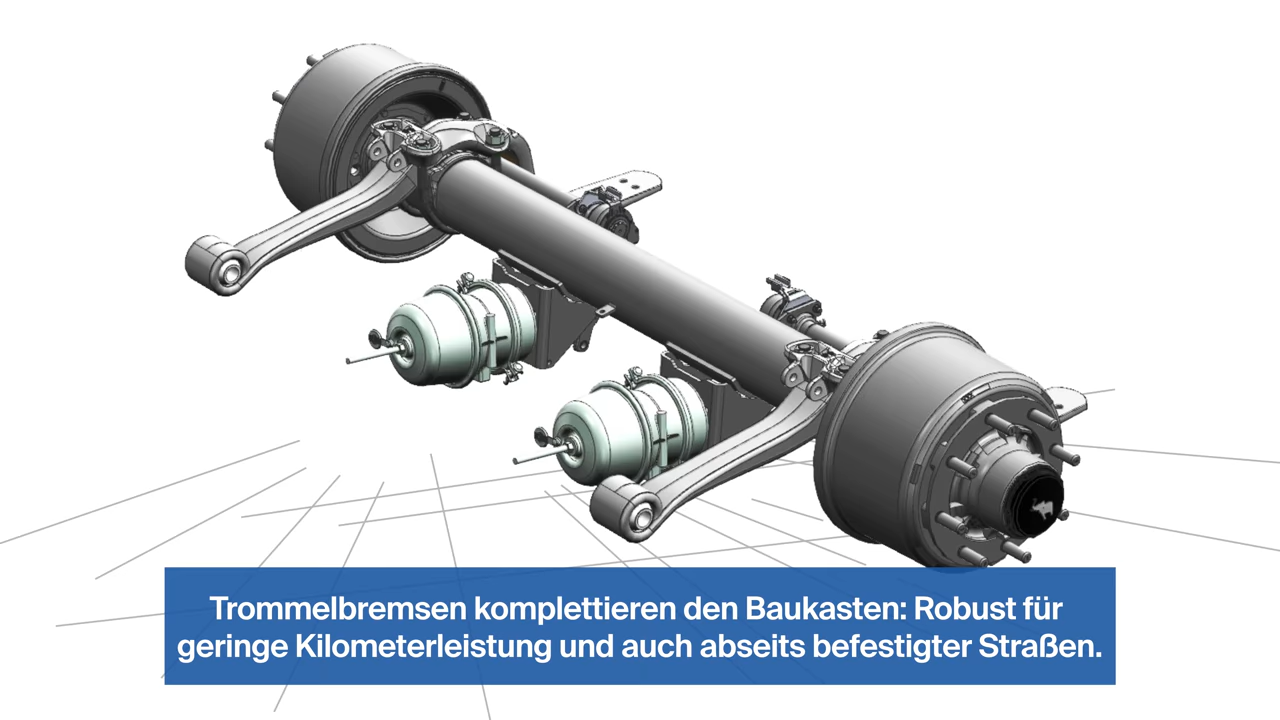 Trommelbremsen komplettieren den Baukasten: Robust für
geringe Kilometerleistung und auch abseits befestigter Straßen.